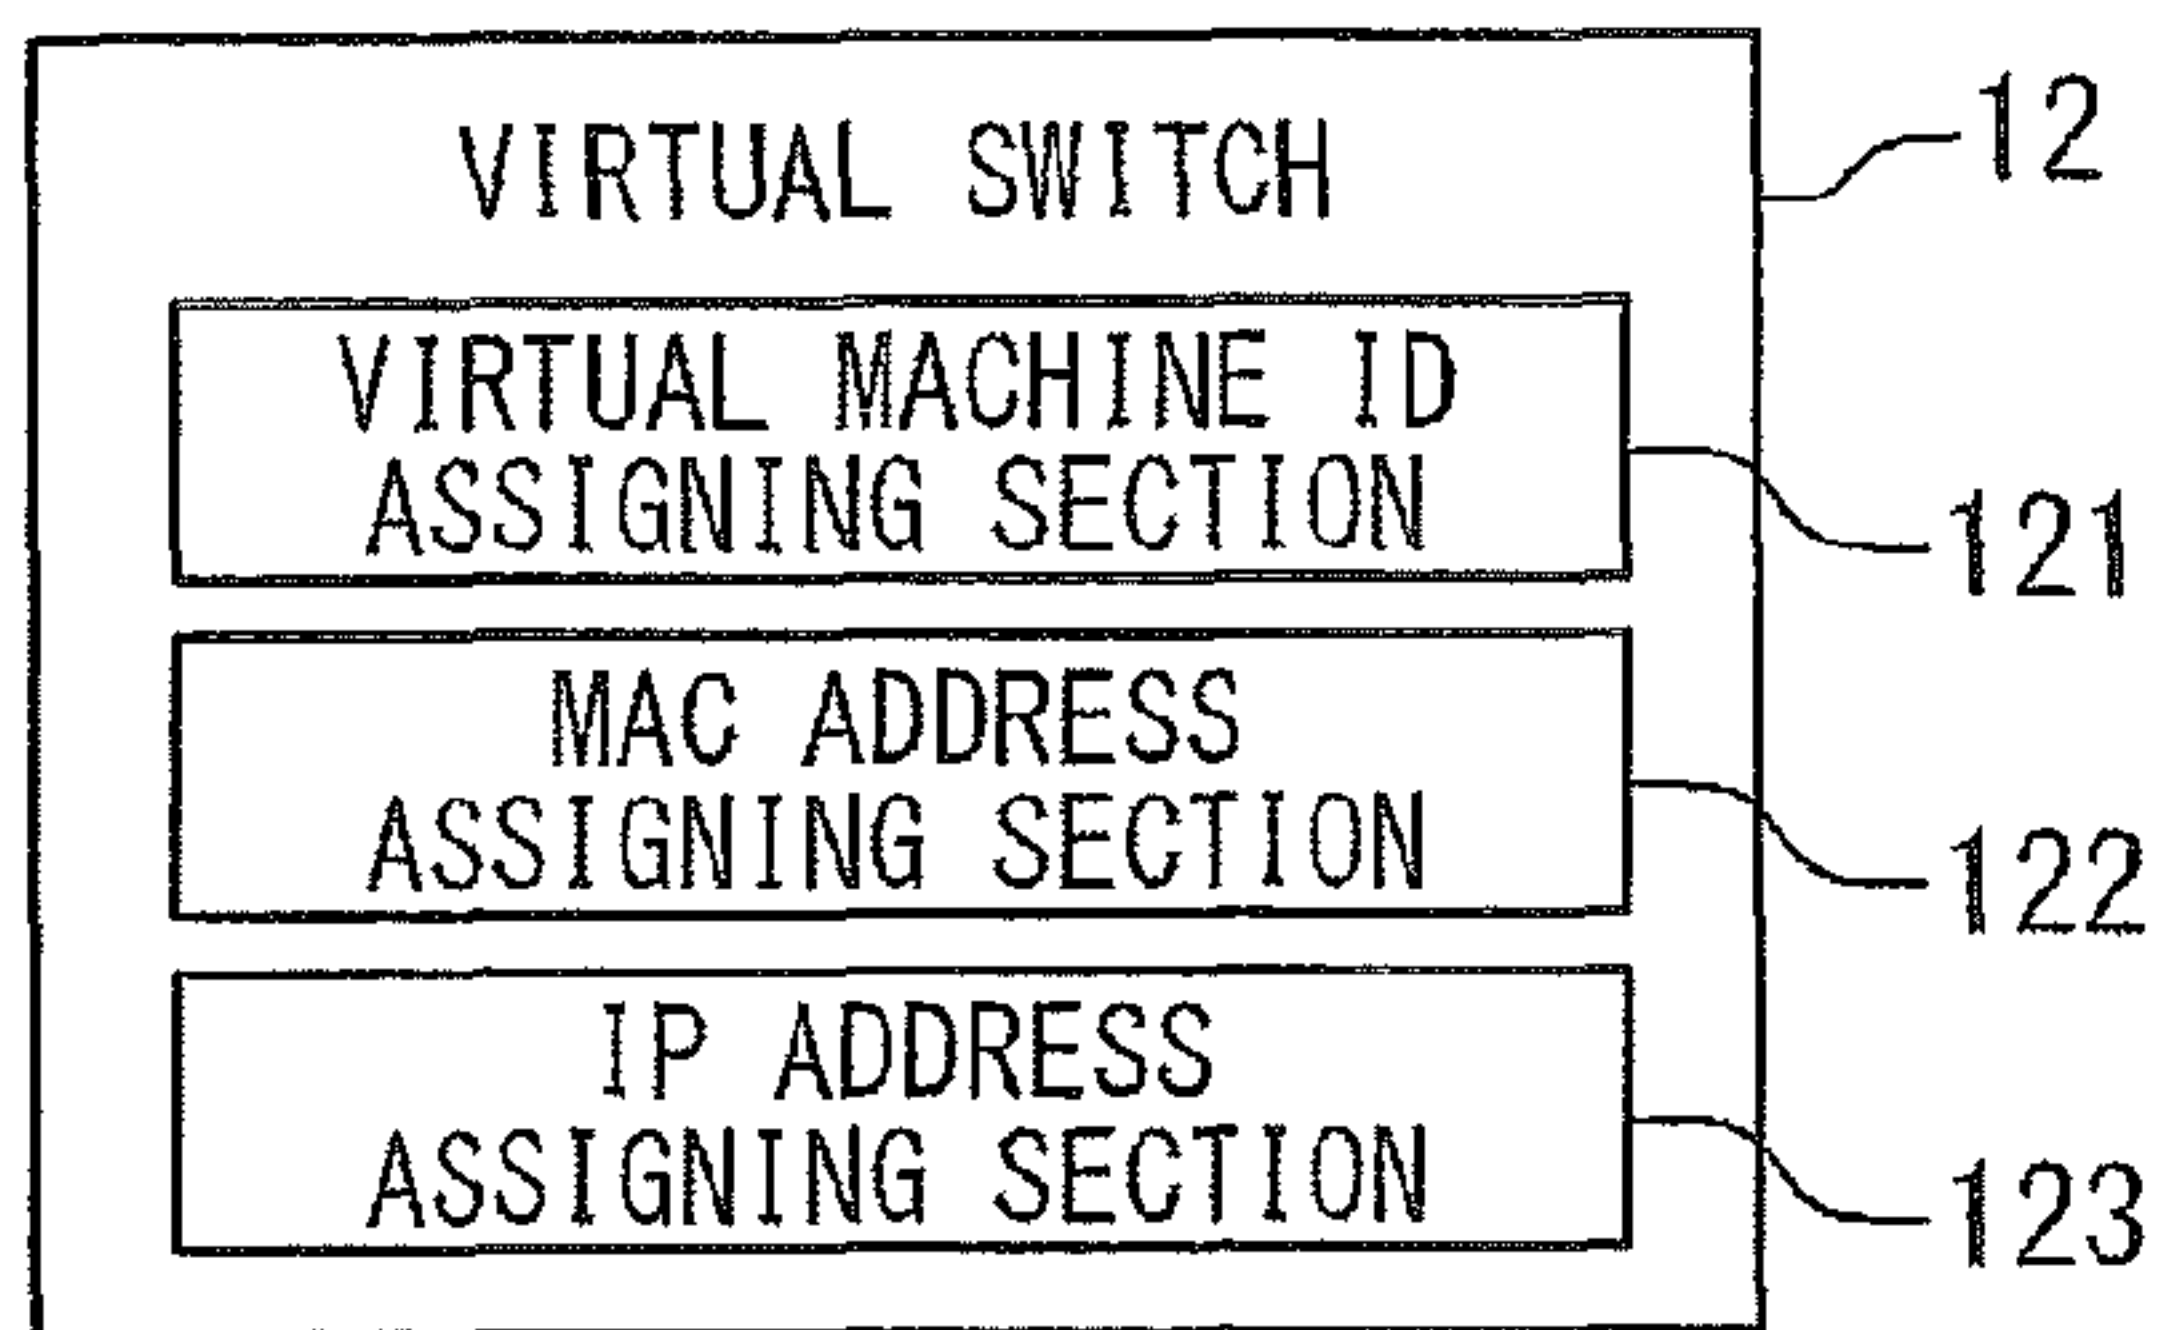 VIRTUAL SWITCH
12
VIRTUAL MACHINE ID
ASSIGNING SECTION
121
MAC ADDRESS
ASSIGNING SECTION
122
IP ADDRESS
ASSIGNING SECTION
123